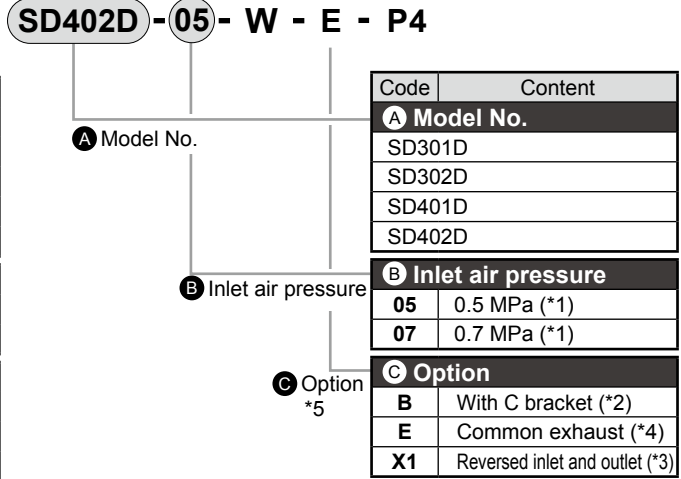 SD402D - 05 - W - E - P4
Code Content
A Model No.
A Model No.
SD301D
SD302D
SD401D
SD402D
B Inlet air pressure
B Inlet air pressure
05 0.5 MPa (*1)
07 0.7 MPa (*1)
C Option
*5
C Option
B With C bracket (*2)
E Common exhaust (*4)
X1 Reversed inlet and outlet (*3)